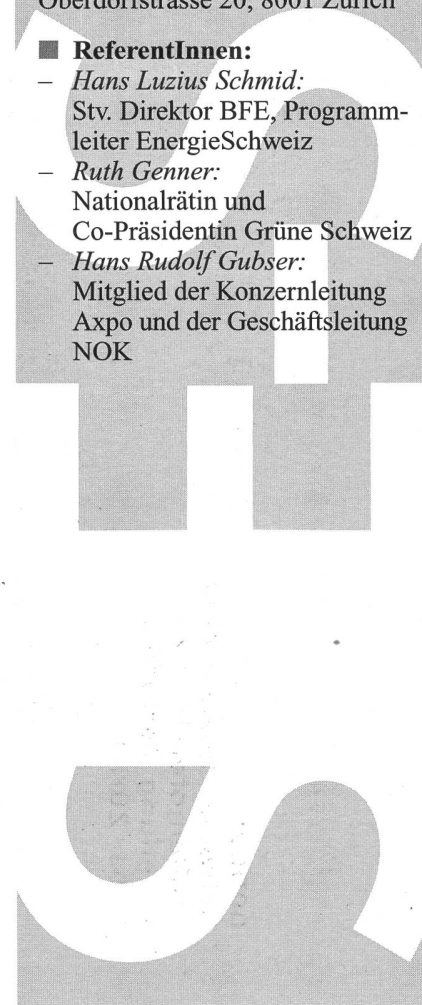 Oberdorfstrasse 20, 8001 Zürich
■ ReferentInnen:
– Hans Luzius Schmid:
Stv. Direktor BFE, Programm-
leiter EnergieSchweiz
– Ruth Genner:
Nationalrätin und
Co-Präsidentin Grüne Schweiz
– Hans Rudolf Gubser:
Mitglied der Konzernleitung
Axpo und der Geschäftsleitung
NOK